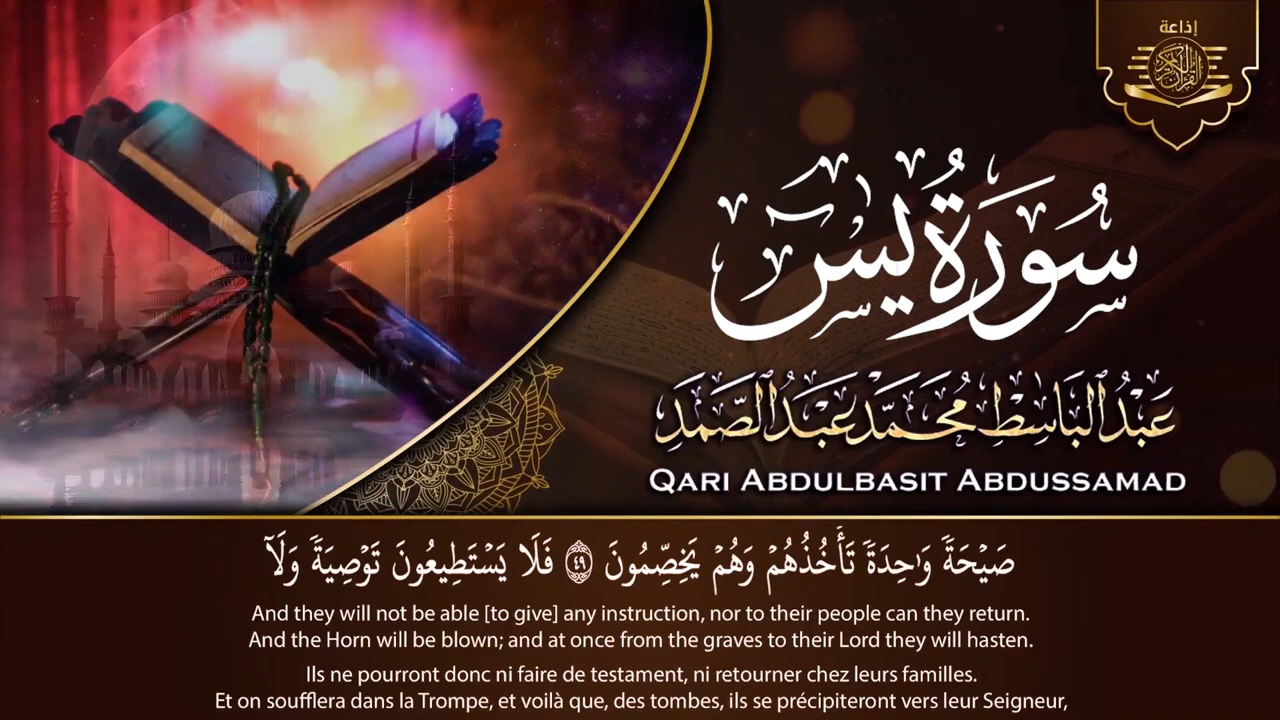 إذاعة
القرآن الكريم
سُورَةُ يسٓ
عَبْدُ الْبَاسِطِ مُحَمَّد عَبْدُ الصَّمَدِ
QARI ABDULBASIT ABDUSSAMAD
صَيْحَةً وَٰحِدَةً تَأْخُذُهُمْ وَهُمْ يَخِصِّمُونَ ٤٩ فَلَا يَسْتَطِيعُونَ تَوْصِيَةً وَلَآ
And they will not be able [to give] any instruction, nor to their people can they return.
And the Horn will be blown; and at once from the graves to their Lord they will hasten.
Ils ne pourront donc ni faire de testament, ni retourner chez leurs familles.
Et on soufflera dans la Trompe, et voilà que, des tombes, ils se précipiteront vers leur Seigneur,